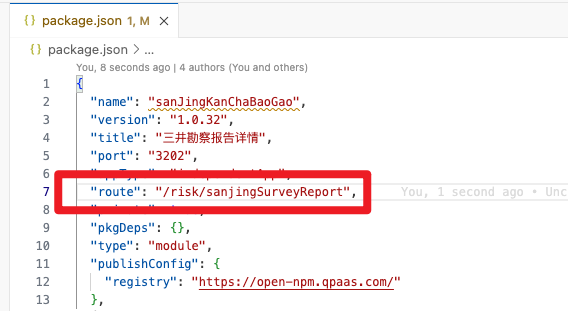 package.json 1, M
package.json > ...
You, 8 seconds ago | 4 authors (You and others)
1 {
2 "name": "sanJingKanChaBaoGao",
3 "version": "1.0.32",
4 "title": "三井勘察报告详情",
5 "port": "3202",
6
7 "route": "/risk/sanjingSurveyReport", You, 1 second ago • Unc
8
9 "pkgDeps": {},
10 "type": "module",
11 "publishConfig": {
12 "registry": "https://open-npm.qpaas.com/"
13 },